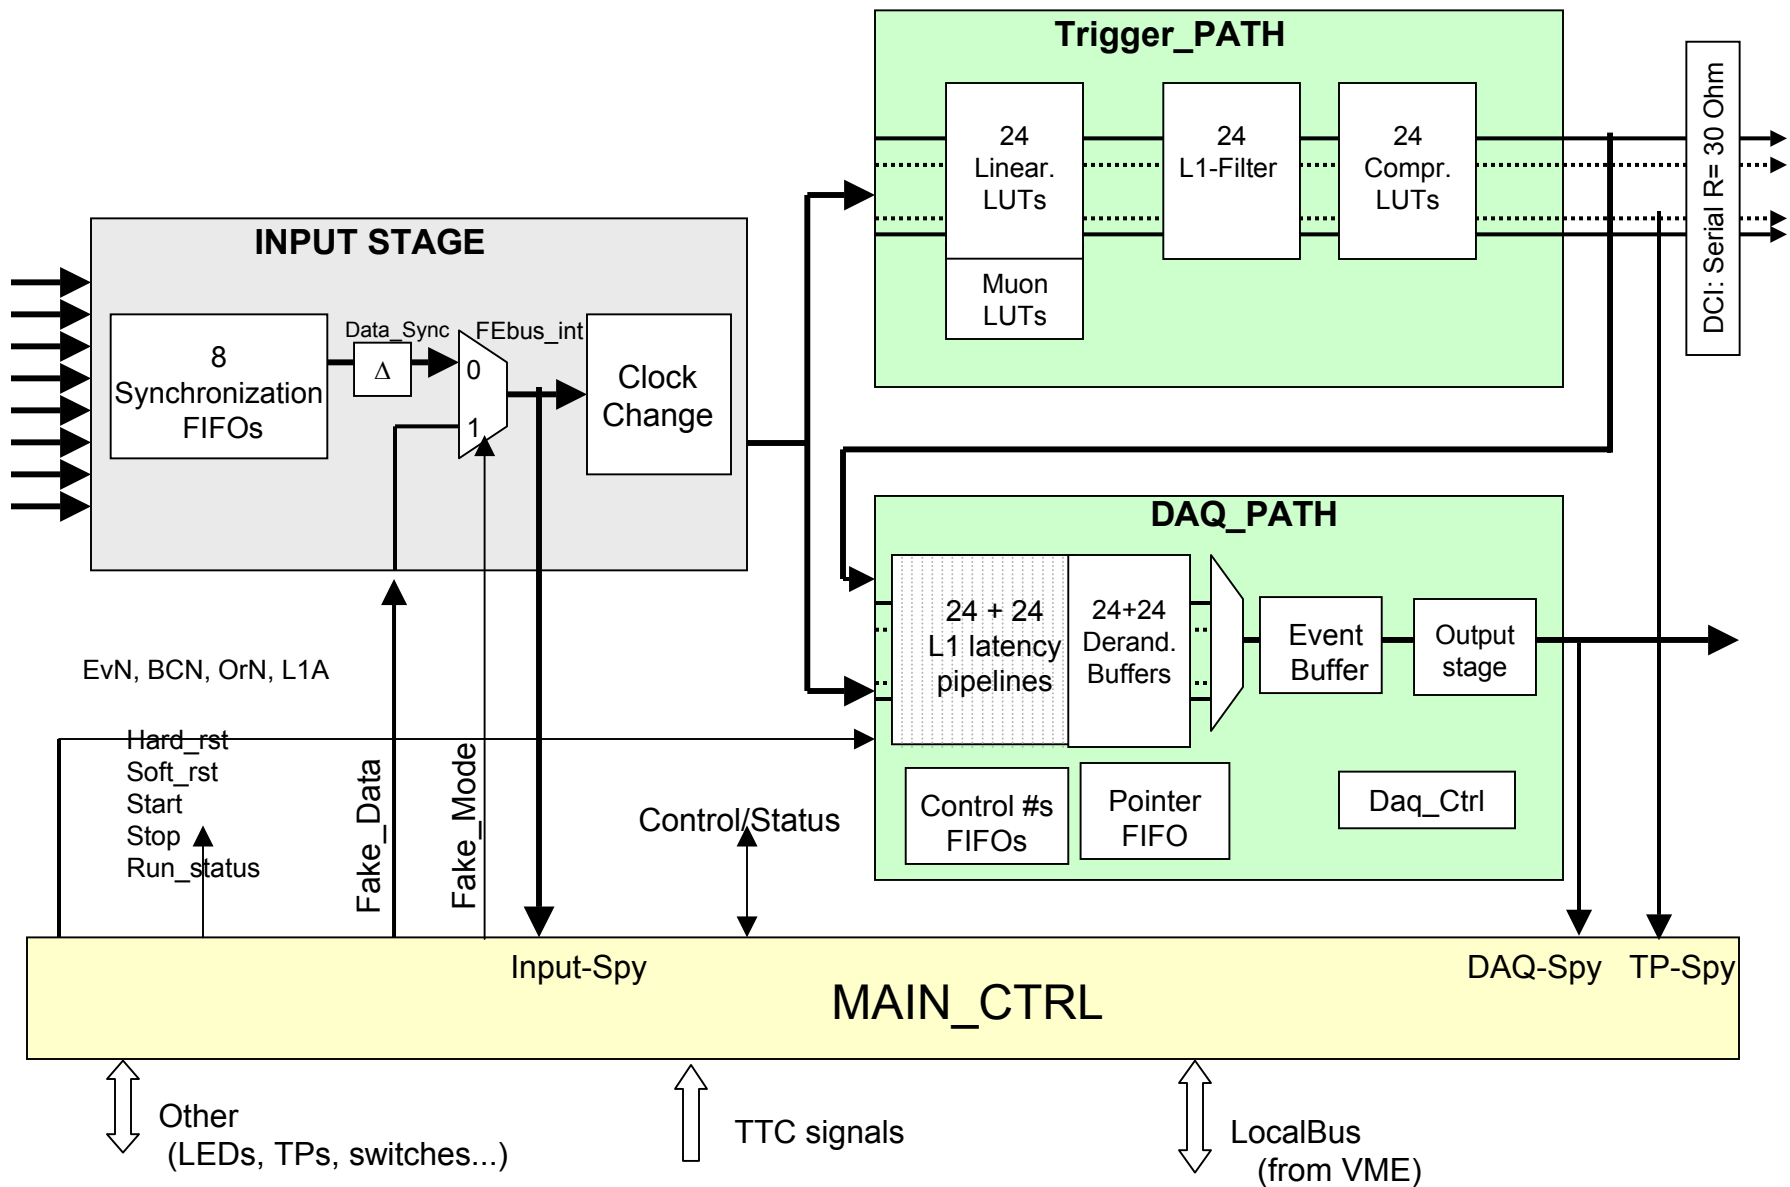 Trigger_PATH
24
Linear.
LUTs
Muon
LUTs
24
L1-Filter
24
Compr.
LUTs
DCI: Serial R= 30 Ohm
INPUT STAGE
8
Synchronization
FIFOs
Data_Sync
Δ
0
1
FEbus_int
Clock
Change
DAQ_PATH
24 + 24
L1 latency
pipelines
24+24
Derand.
Buffers
Event
Buffer
Output
stage
Control #s
FIFOs
Pointer
FIFO
Daq_Ctrl
EvN, BCN, OrN, L1A
Hard_rst
Soft_rst
Start
Stop
Run_status
Fake_Data
Fake_Mode
Control/Status
Input-Spy
DAQ-Spy
TP-Spy
MAIN_CTRL
Other
(LEDs, TPs, switches...)
TTC signals
LocalBus
(from VME)